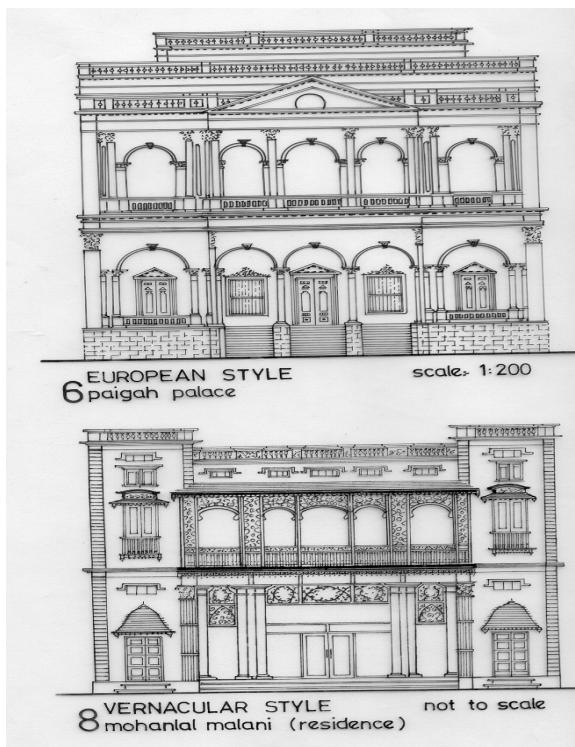 6 EUROPEAN STYLE scale:- 1:200
paigah palace
8 VERNACULAR STYLE not to scale
mohanlal malani (residence)